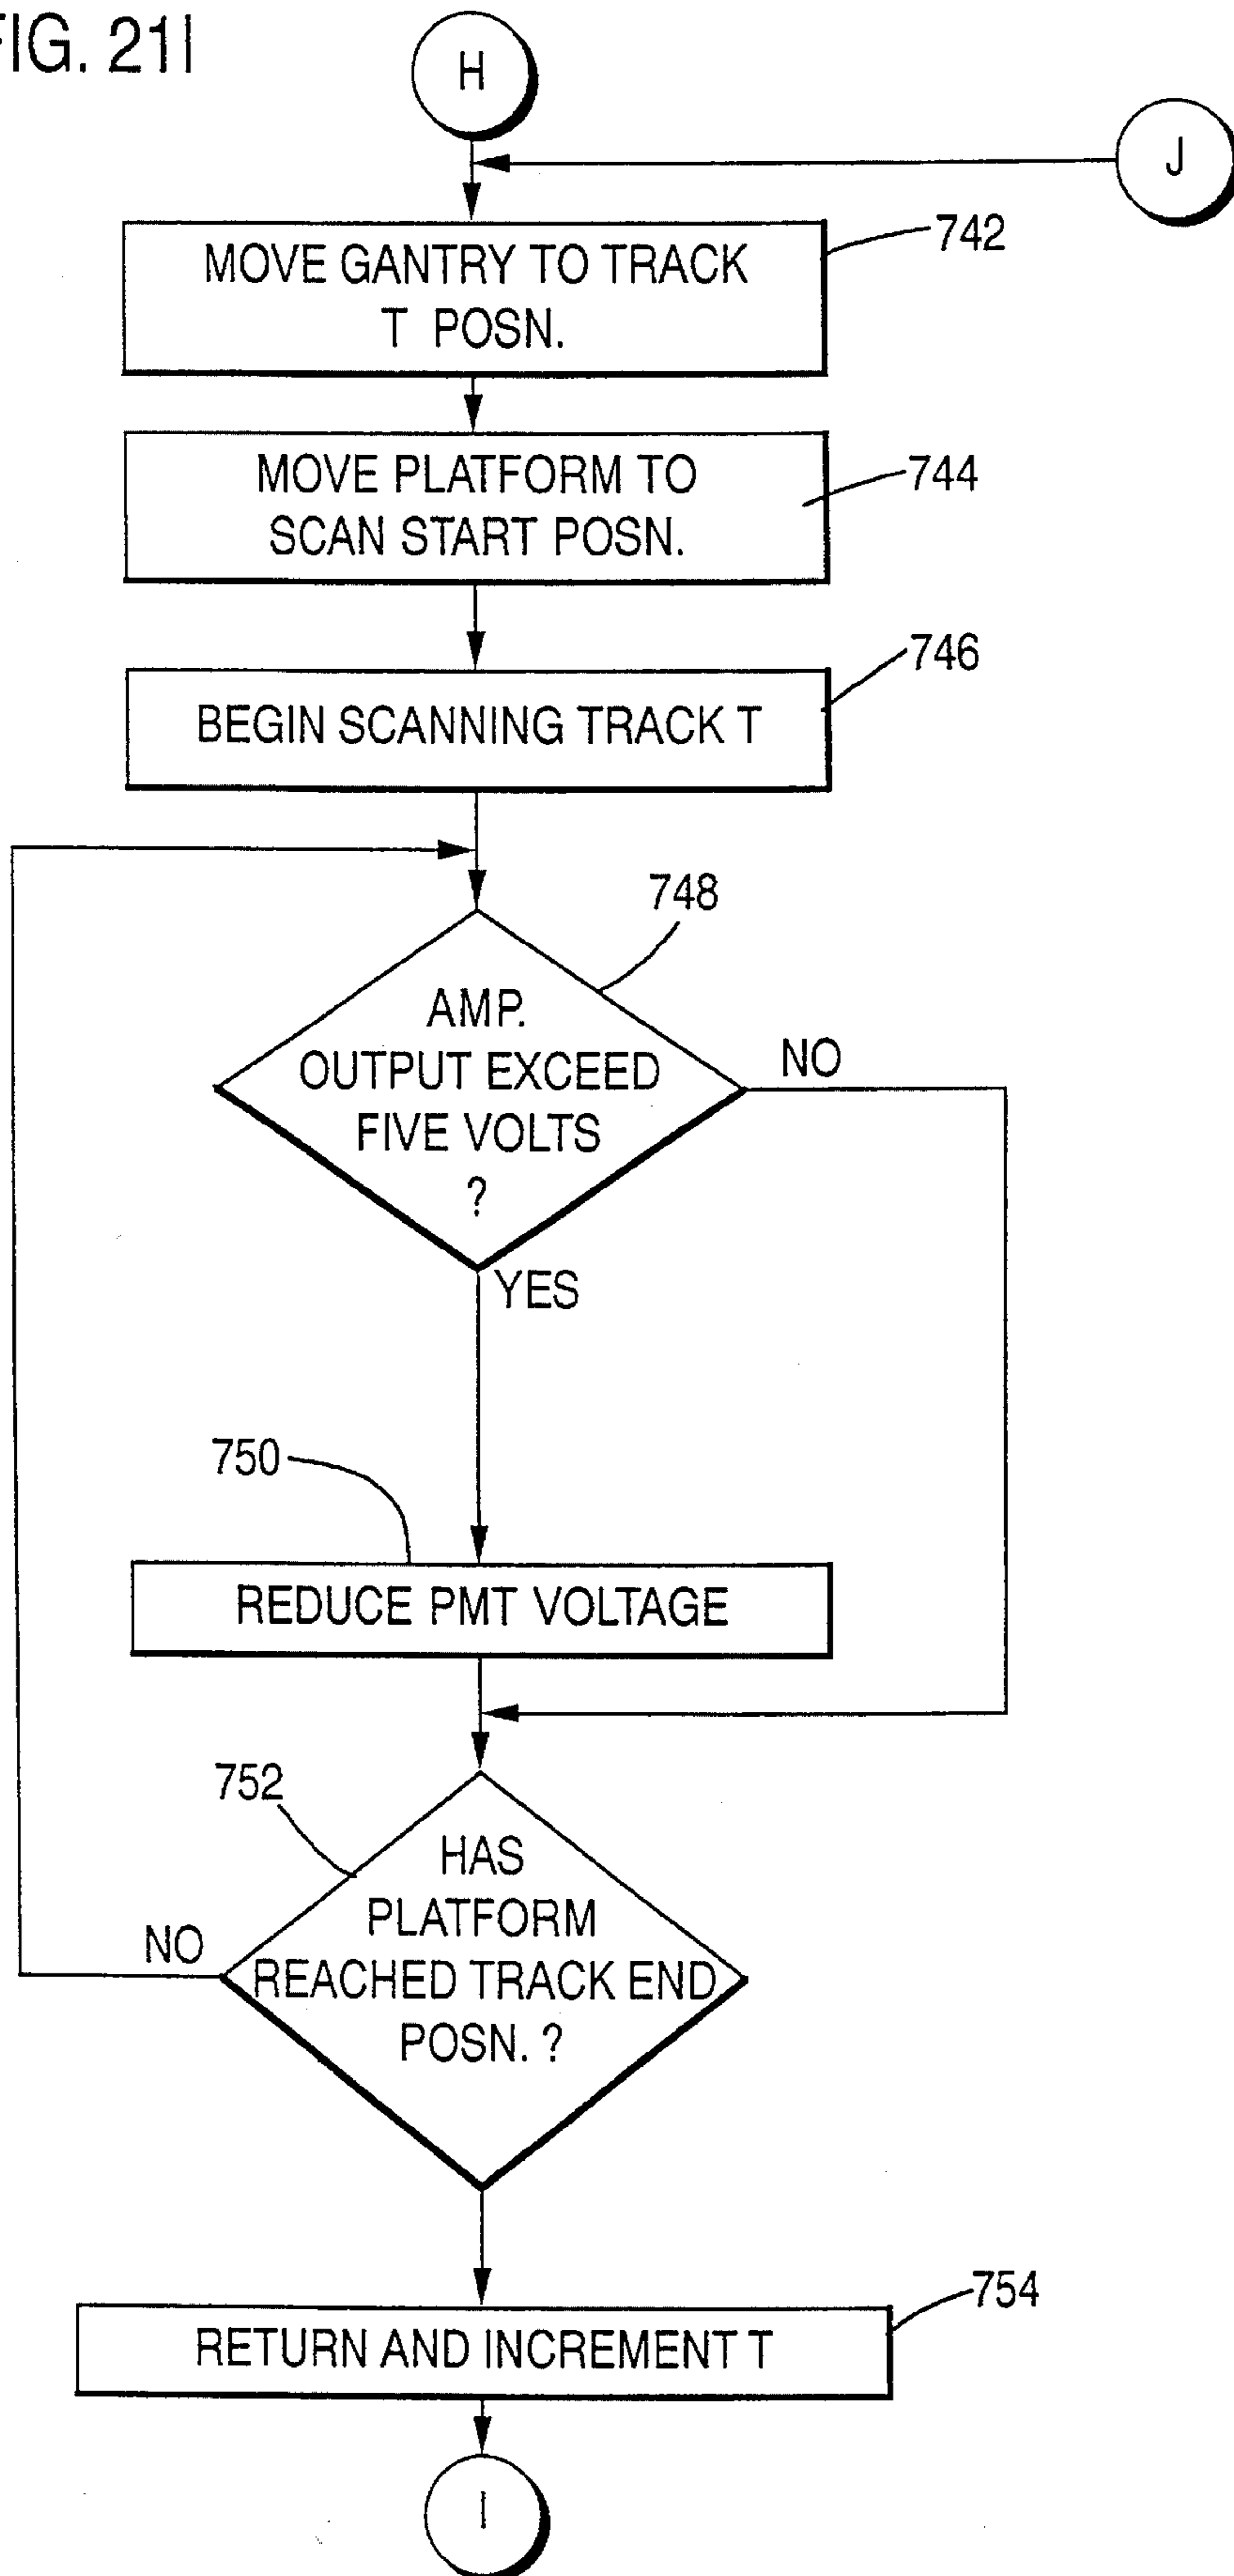 FIG. 21I
H
J
742
MOVE GANTRY TO TRACK
T POSN.
744
MOVE PLATFORM TO
SCAN START POSN.
746
BEGIN SCANNING TRACK T
748
AMP.
OUTPUT EXCEED
FIVE VOLTS
?
NO
YES
750
REDUCE PMT VOLTAGE
752
HAS
PLATFORM
REACHED TRACK END
POSN. ?
NO
754
RETURN AND INCREMENT T
I